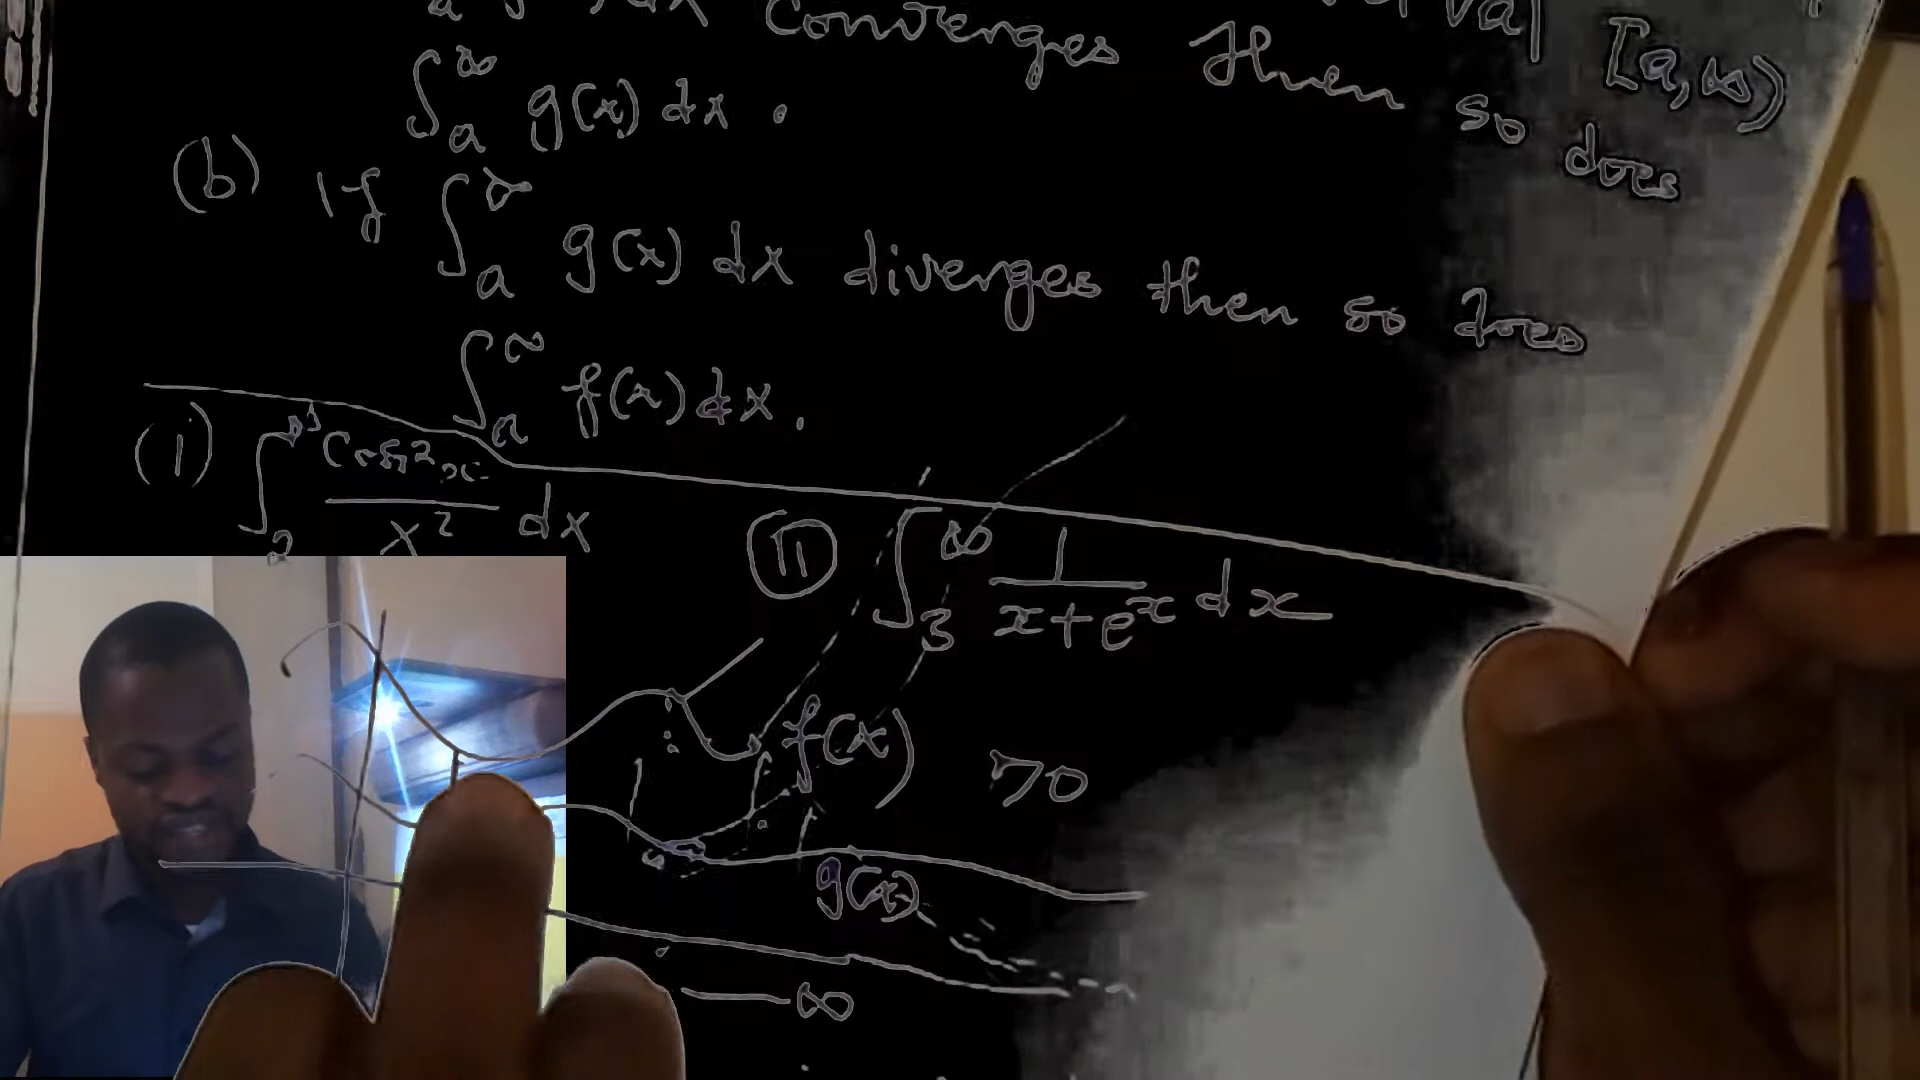 converges then so does
[a,∞)
∫_a^∞ g(x) dx.
(b) If ∫_a^∞ g(x) dx diverges then so does
∫_a^∞ f(x) dx.
(i) ∫_2^∞ Cos²x/x² dx
(ii) ∫_3^∞ 1/(x+e^x) dx
f(x) >0
g(x)
∞